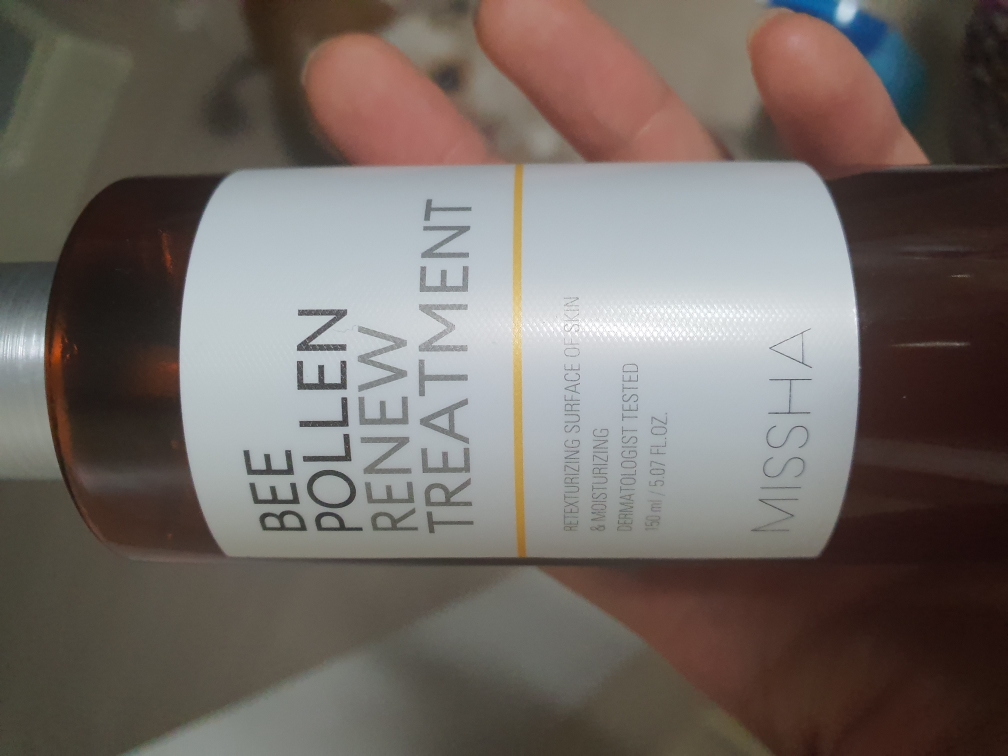 BEE
POLLEN
RENEW
TREATMENT
RETEXTURIZING SURFACE OF SKIN
& MOISTURIZING
DERMATOLOGIST TESTED
150 ml / 5.07 FL.OZ.
MISSHA